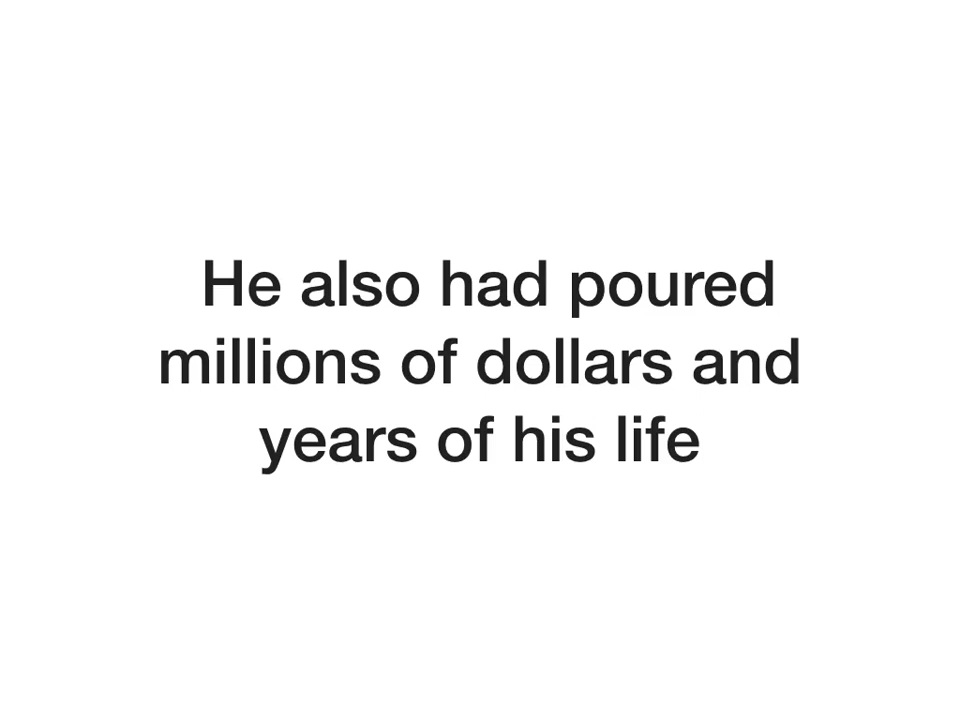 He also had poured
millions of dollars and
years of his life